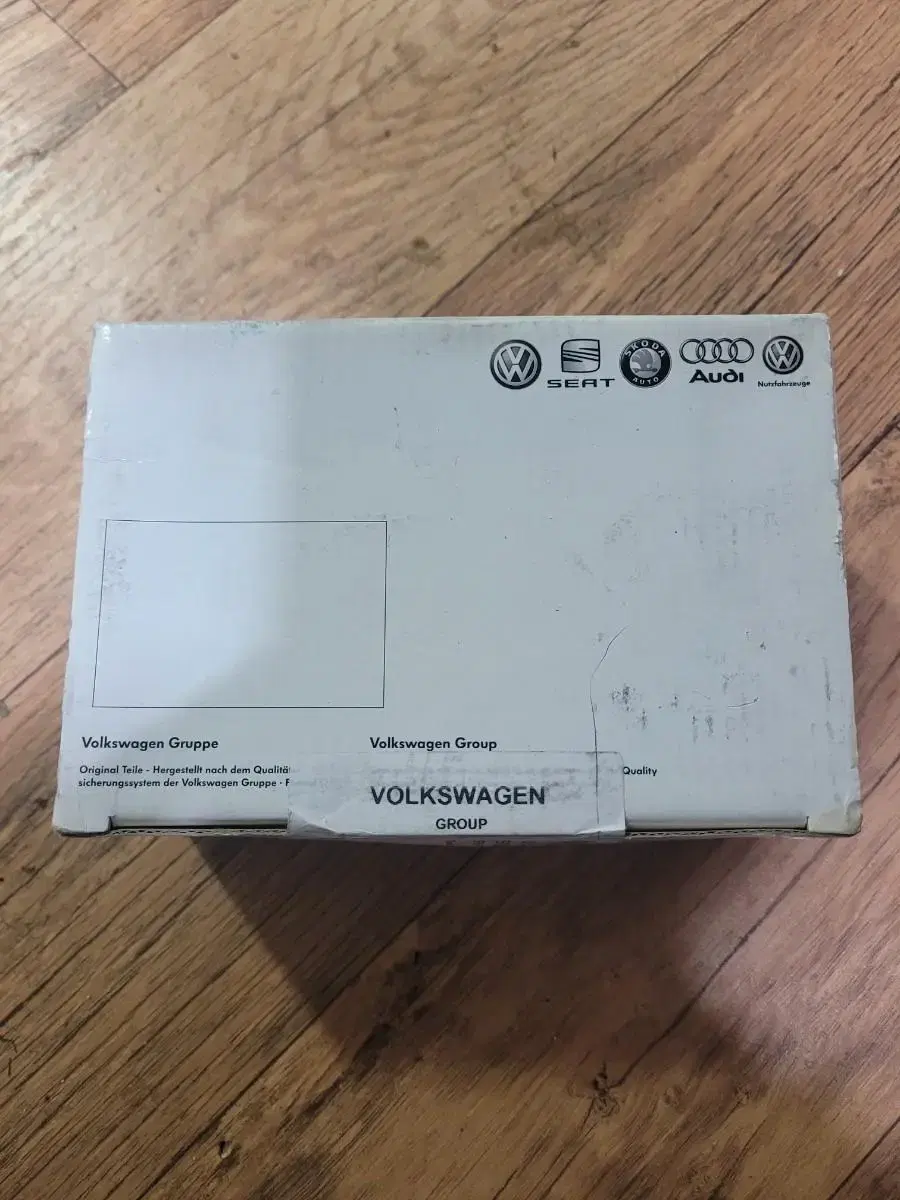 SEAT
SKODA
AUTO
Audi
Nutzfahrzeuge
Volkswagen Gruppe
Volkswagen Group
Original Teile - Hergestellt nach dem
sicherungssystem der Volkswagen Gruppe ·
Quality
VOLKSWAGEN
GROUP